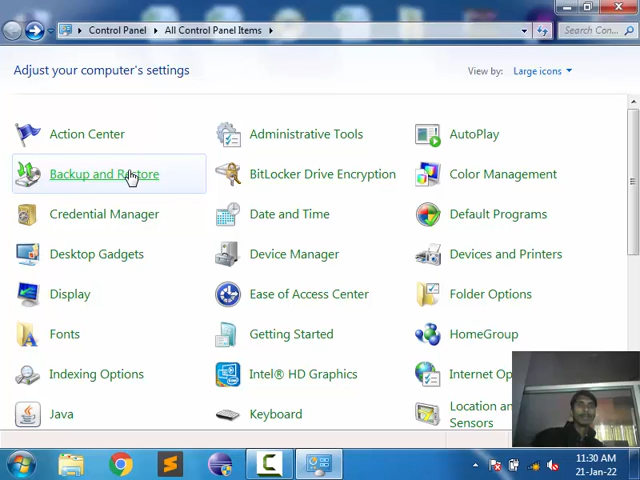 Control Panel ▸ All Control Panel Items ▸
Search Con...
Adjust your computer's settings
View by: Large icons
Action Center
Administrative Tools
AutoPlay
Backup and Restore
BitLocker Drive Encryption
Color Management
Credential Manager
Date and Time
Default Programs
Desktop Gadgets
Device Manager
Devices and Printers
Display
Ease of Access Center
Folder Options
Fonts
Getting Started
HomeGroup
Indexing Options
Intel® HD Graphics
Internet Op
Java
Keyboard
Location an
Sensors
11:30 AM
21-Jan-22